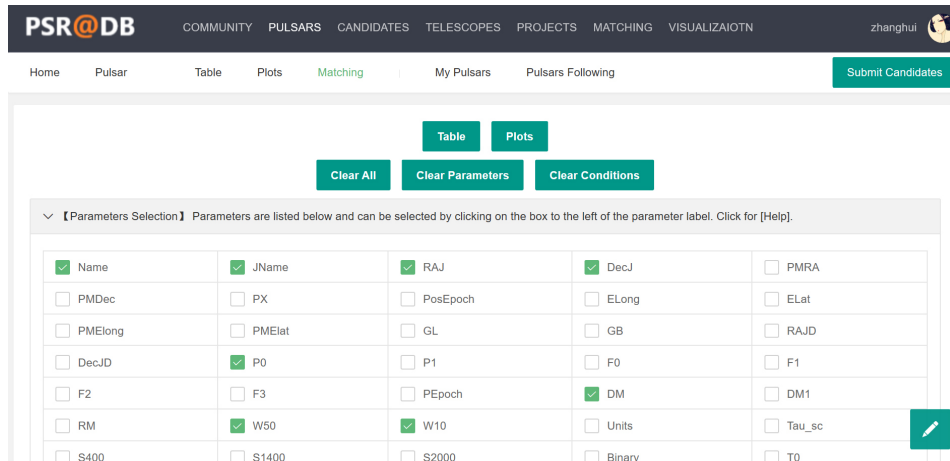 PSR@DB COMMUNITY PULSARS CANDIDATES TELESCOPES PROJECTS MATCHING VISUALIZAIOTN zhanghui
Home Pulsar Table Plots Matching My Pulsars Pulsars Following Submit Candidates
Table Plots
Clear All Clear Parameters Clear Conditions
【Parameters Selection】 Parameters are listed below and can be selected by clicking on the box to the left of the parameter label. Click for [Help].
Name JName RAJ DecJ PMRA
PMDec PX PosEpoch ELong ELat
PMElong PMElat GL GB RAJD
DecJD P0 P1 F0 F1
F2 F3 PEpoch DM DM1
RM W50 W10 Units Tau_sc
S400 S1400 S2000 Binary T0